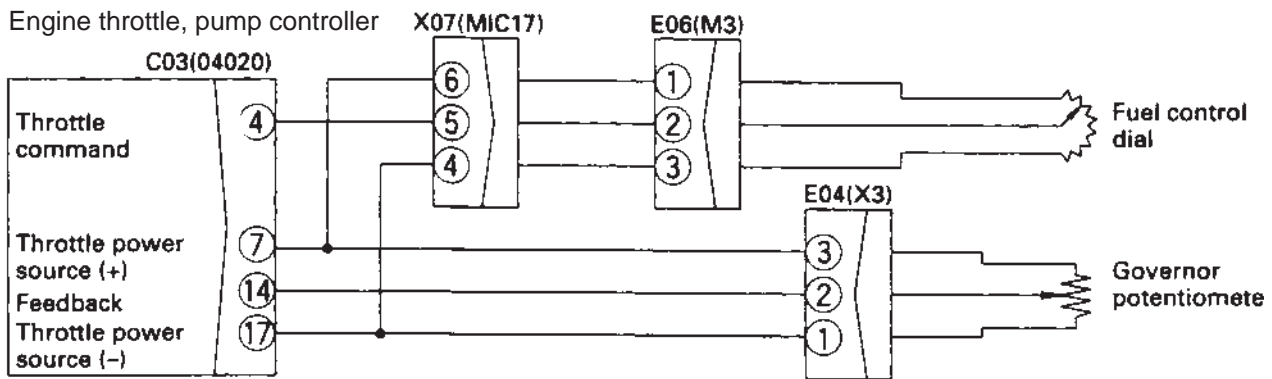 Engine throttle, pump controller
X07(MIC17)
E06(M3)
C03(04020)
6
1
Throttle
command
4
5
2
Fuel control
dial
4
3
E04(X3)
Throttle power
source (+)
7
3
Governor
potentiomete
Feedback
14
2
Throttle power
source (–)
17
1